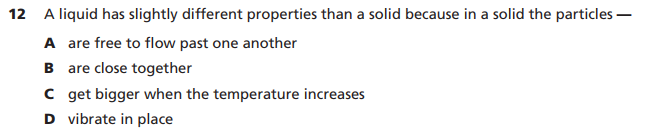 12 A liquid has slightly different properties than a solid because in a solid the particles —
A are free to flow past one another
B are close together
C get bigger when the temperature increases
D vibrate in place